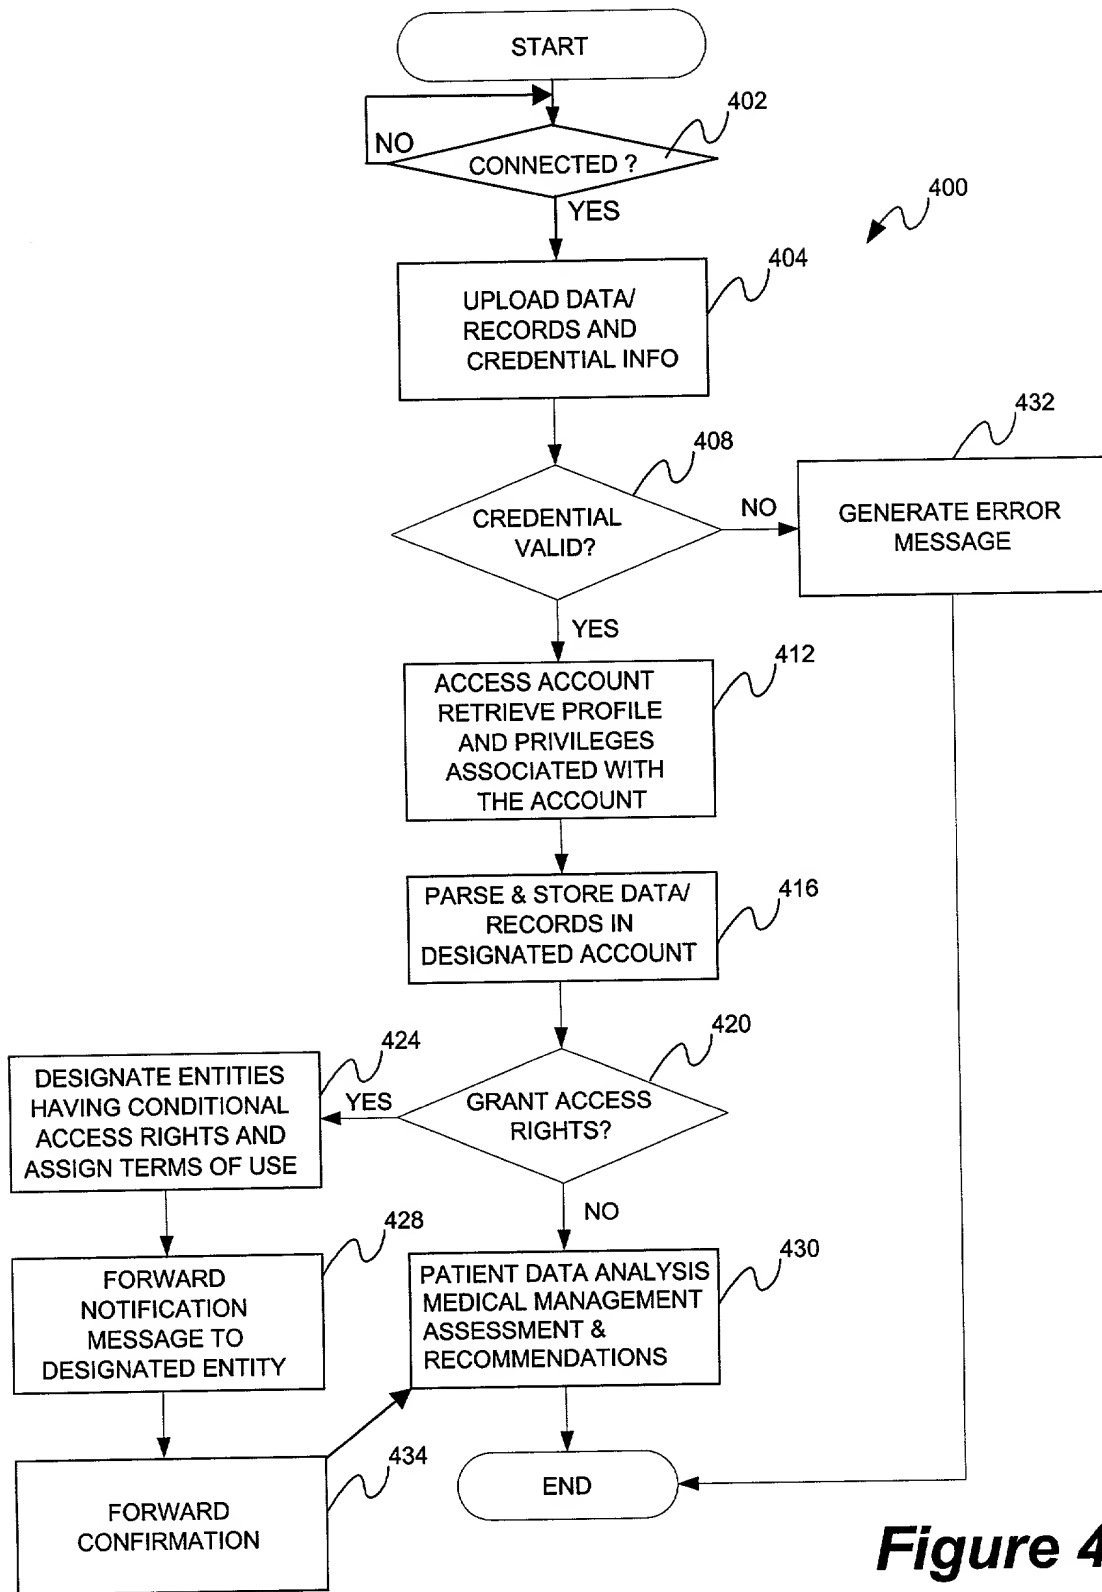 START
402
NO
CONNECTED ?
YES
400
404
UPLOAD DATA/
RECORDS AND
CREDENTIAL INFO
432
408
CREDENTIAL
VALID?
NO
GENERATE ERROR
MESSAGE
YES
412
ACCESS ACCOUNT
RETRIEVE PROFILE
AND PRIVILEGES
ASSOCIATED WITH
THE ACCOUNT
416
PARSE & STORE DATA/
RECORDS IN
DESIGNATED ACCOUNT
420
424
DESIGNATE ENTITIES
HAVING CONDITIONAL
ACCESS RIGHTS AND
ASSIGN TERMS OF USE
YES
GRANT ACCESS
RIGHTS?
NO
428
FORWARD
NOTIFICATION
MESSAGE TO
DESIGNATED ENTITY
430
PATIENT DATA ANALYSIS
MEDICAL MANAGEMENT
ASSESSMENT &
RECOMMENDATIONS
434
FORWARD
CONFIRMATION
END
Figure 4